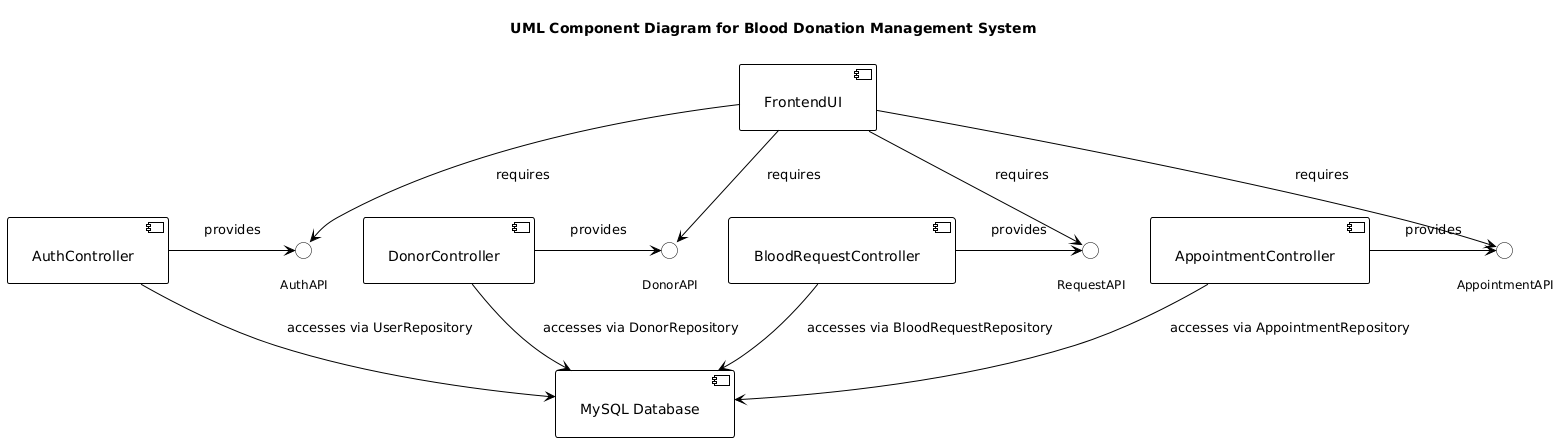 UML Component Diagram for Blood Donation Management System
FrontendUI
requires
requires
requires
requires
provides
provides
provides
provides
AuthController
DonorController
BloodRequestController
AppointmentController
AuthAPI
DonorAPI
RequestAPI
AppointmentAPI
accesses via UserRepository
accesses via DonorRepository
accesses via BloodRequestRepository
accesses via AppointmentRepository
MySQL Database